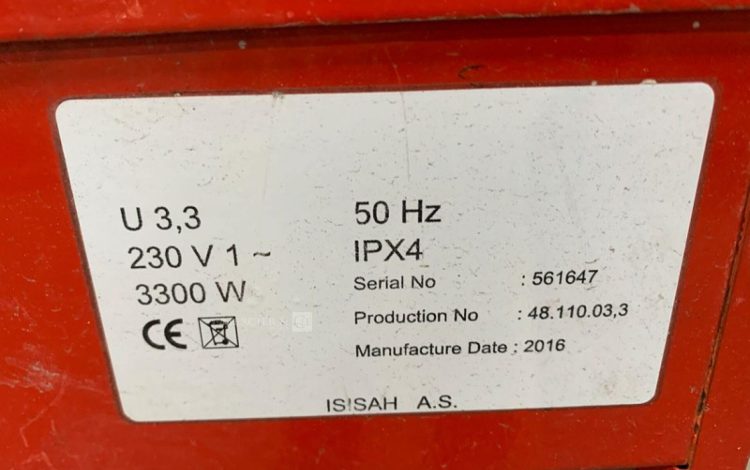 U 3,3
230 V 1 ~
3300 W
CE
50 Hz
IPX4
Serial No : 561647
Production No : 48.110.03,3
Manufacture Date : 2016
ISISAH A.S.